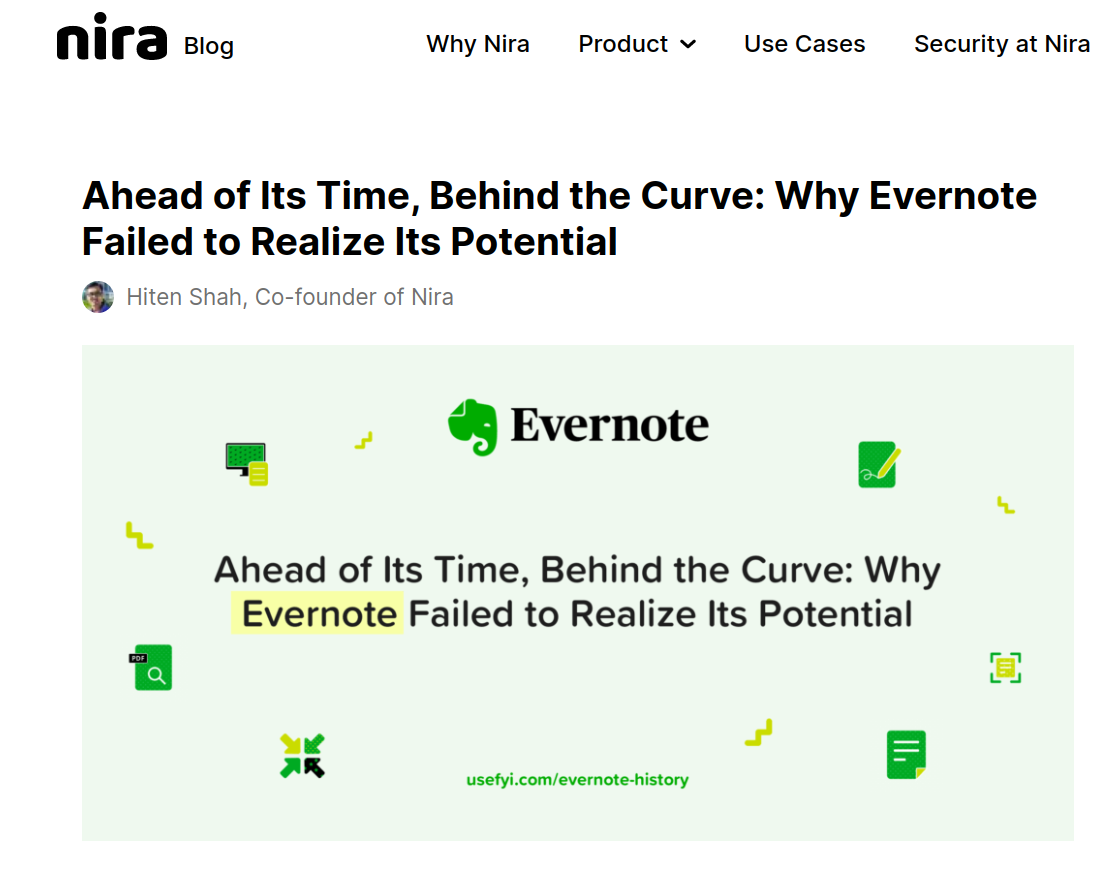 nira Blog Why Nira Product Use Cases Security at Nira
Ahead of Its Time, Behind the Curve: Why Evernote
Failed to Realize Its Potential
Hiten Shah, Co-founder of Nira
Evernote
Ahead of Its Time, Behind the Curve: Why
Evernote Failed to Realize Its Potential
PDF
usefyi.com/evernote-history